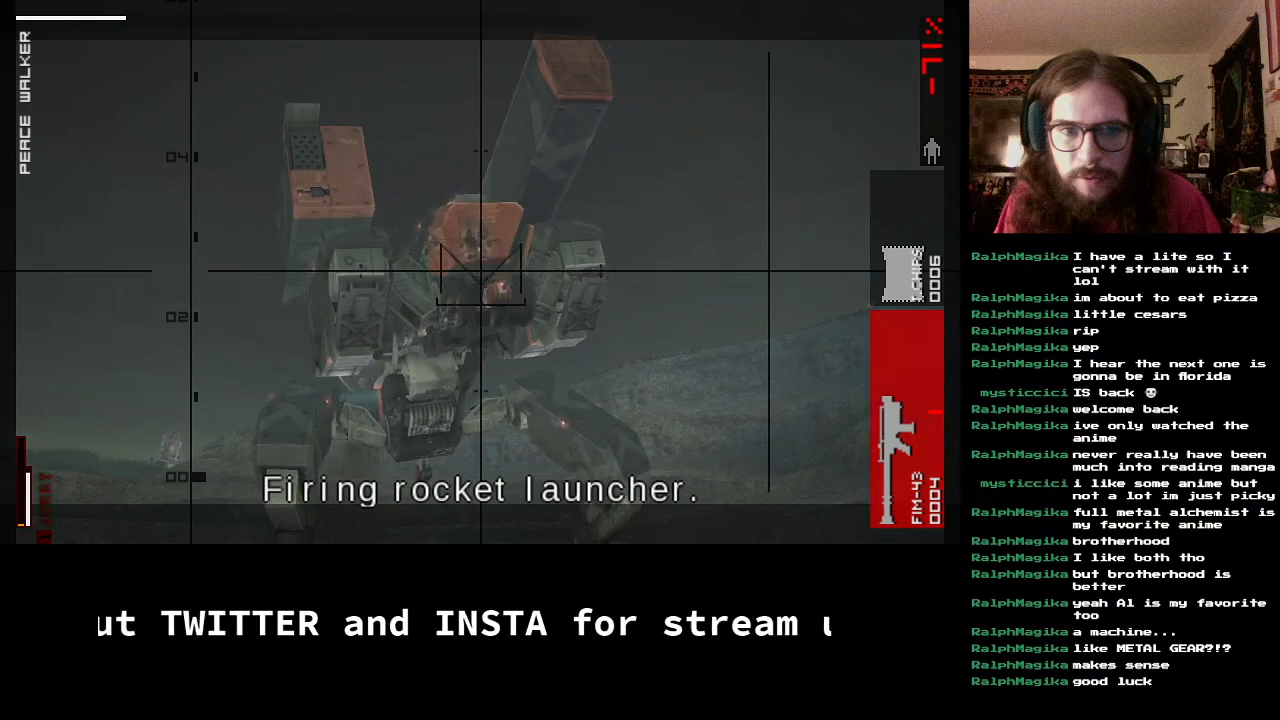 PEACE WALKER
04
02
00
Firing rocket launcher.
L.CHIPS
0006
FIM-43
0004
ut TWITTER and INSTA for stream u
RalphMagika I have a lite so I
can't stream with it
lol
RalphMagika im about to eat pizza
RalphMagika little cesars
RalphMagika rip
RalphMagika yep
RalphMagika I hear the next one is
gonna be in florida
mysticcici IS back 💀
RalphMagika welcome back
RalphMagika ive only watched the
anime
RalphMagika never really have been
much into reading manga
mysticcici i like some anime but
not a lot im just picky
RalphMagika full metal alchemist is
my favorite anime
RalphMagika brotherhood
RalphMagika I like both tho
RalphMagika but brotherhood is
better
RalphMagika yeah Al is my favorite
too
RalphMagika a machine...
RalphMagika like METAL GEAR?!?
RalphMagika makes sense
RalphMagika good luck